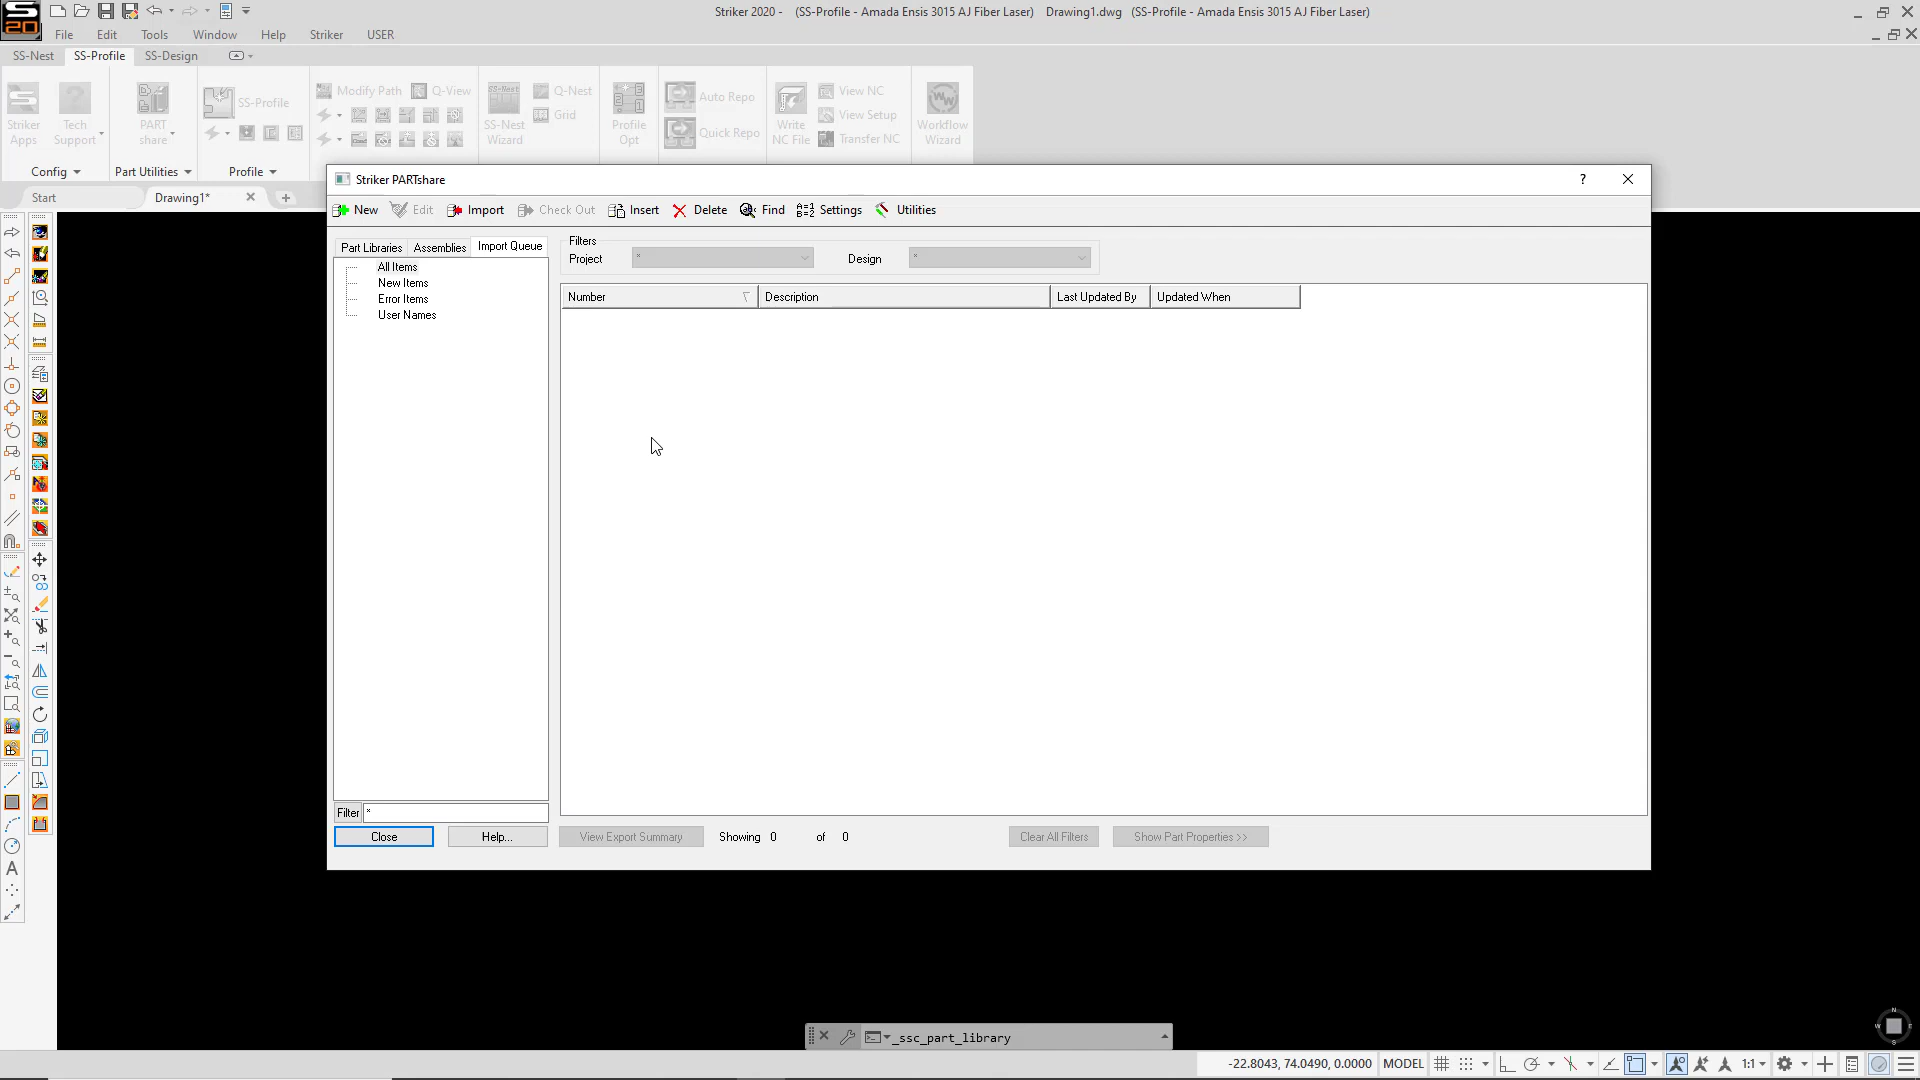 Striker 2020 - (SS-Profile - Amada Ensis 3015 AJ Fiber Laser) Drawing1.dwg (SS-Profile - Amada Ensis 3015 AJ Fiber Laser)
S
20
File Edit Tools Window Help Striker USER
SS-Nest SS-Profile SS-Design
Striker Apps
Tech Support
PART share
SS-Profile
Modify Path Q-View
SS-Nest Wizard
Q-Nest
Grid
Profile Opt
Auto Repo
Quick Repo
Write NC File
View NC
View Setup
Transfer NC
Workflow Wizard
Config Part Utilities Profile
Start Drawing1*
Striker PARTshare
New Edit Import Check Out Insert Delete Find Settings Utilities
Part Libraries Assemblies Import Queue
All Items
New Items
Error Items
User Names
Filters
Project * Design *
Number Description Last Updated By Updated When
Filter *
Close Help... View Export Summary Showing 0 of 0 Clear All Filters Show Part Properties >>
_ssc_part_library
-22.8043, 74.0490, 0.0000 MODEL 1:1